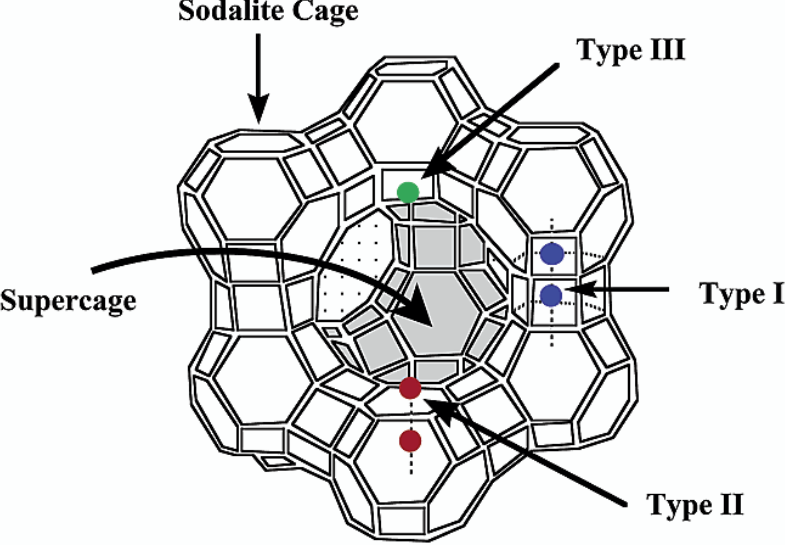 Sodalite Cage
Type III
Supercage
Type I
Type II